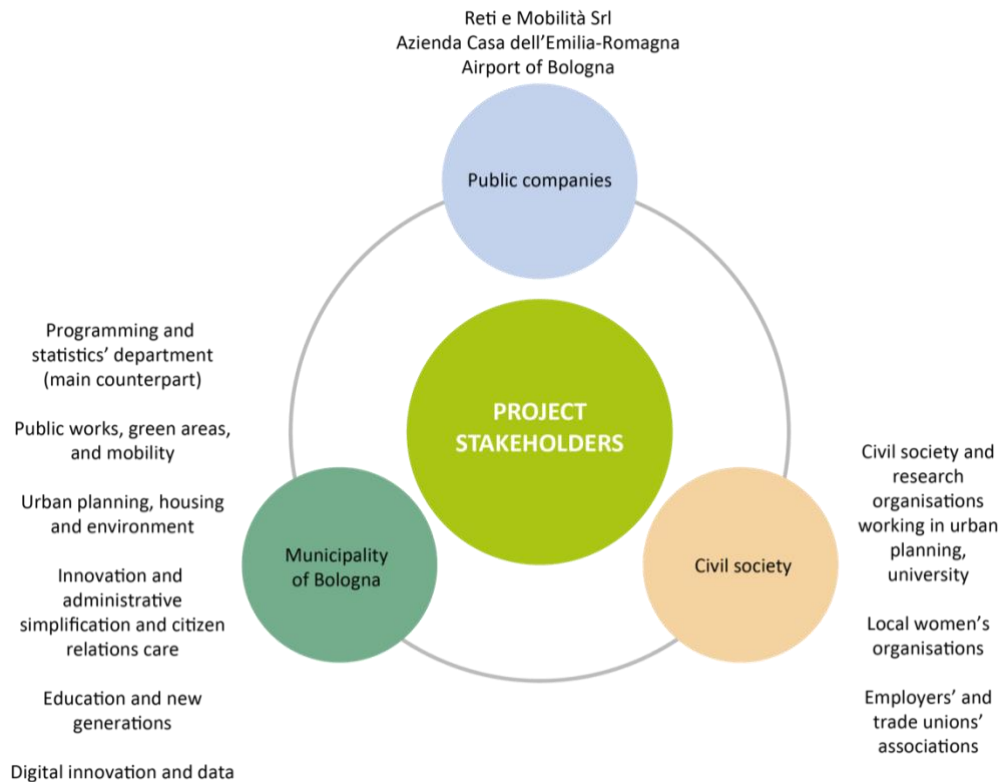 Reti e Mobilità Srl
Azienda Casa dell’Emilia-Romagna
Airport of Bologna
Public companies
PROJECT
STAKEHOLDERS
Programming and
statistics’ department
(main counterpart)
Public works, green areas,
and mobility
Urban planning, housing
and environment
Innovation and
administrative
simplification and citizen
relations care
Education and new
generations
Digital innovation and data
Municipality
of Bologna
Civil society
Civil society and
research
organisations
working in urban
planning,
university
Local women’s
organisations
Employers’ and
trade unions’
associations